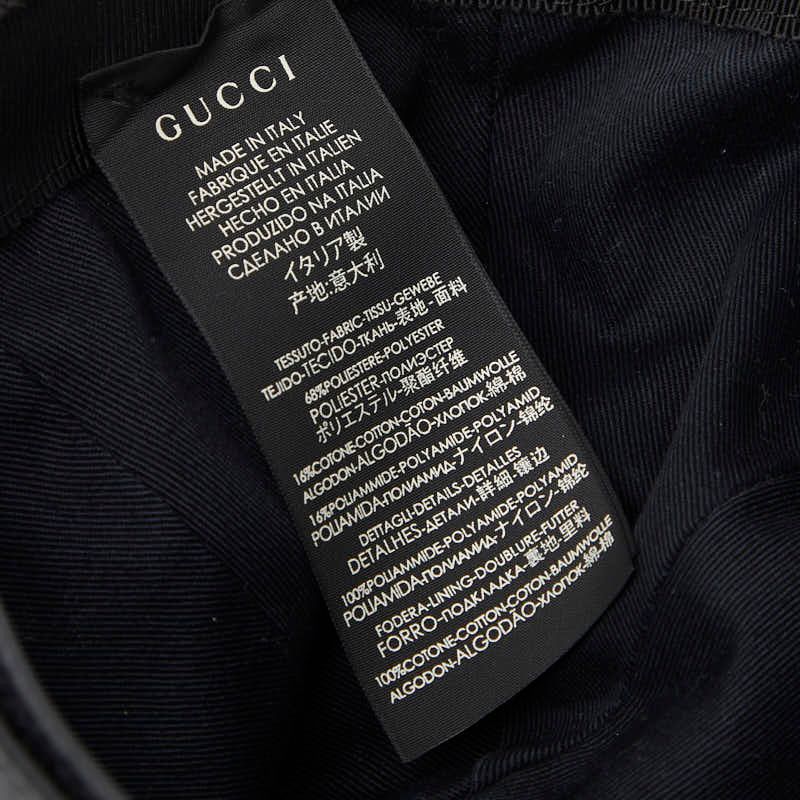 GUCCI
MADE IN ITALY
FABRIQUE EN ITALIE
HERGESTELLT IN ITALIEN
HECHO EN ITALIA
PRODUZIDO NA ITALIA
СДЕЛАНО В ИТАЛИИ
イタリア製
产地:意大利
TESSUTO-FABRIC-TISSU-GEWEBE
TEJIDO-TECIDO-ТКАНЬ-表地-面料
68%POLIESTERE-POLYESTER
POLIESTER-ПОЛИЭСТЕР
ポリエステル-聚酯纤维
16%COTONE-COTTON-COTON-BAUMWOLLE
ALGODON-ALGODÃO-ХЛОПОК-綿-棉
16%POLIAMMIDE-POLYAMIDE-POLYAMID
POLIAMIDA-ПОЛИАМИД-ナイロン-锦纶
DETTAGLI-DETAILS-DETALLES
DETALHES-ДЕТАЛИ-詳細-镶边
100%POLIAMMIDE-POLYAMIDE-POLYAMID
POLIAMIDA-ПОЛИАМИД-ナイロン-锦纶
FODERA-LINING-DOUBLURE-FUTTER
FORRO-ПОДКЛАДКА-裏地-里料
100%COTONE-COTTON-COTON-BAUMWOLLE
ALGODON-ALGODÃO-ХЛОПОК-綿-棉